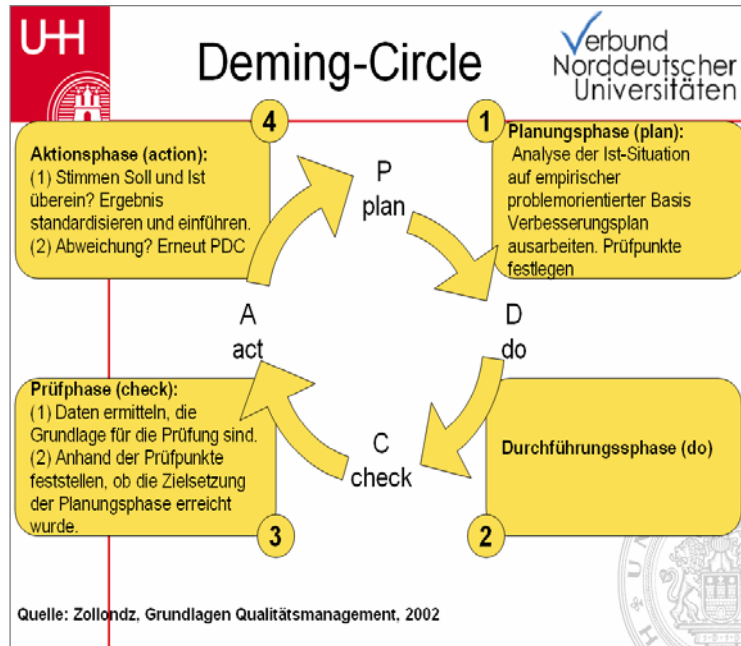 UHH
Deming-Circle
Verbund
Norddeutscher
Universitäten
4
Aktionsphase (action):
(1) Stimmen Soll und Ist
überein? Ergebnis
standardisieren und einführen.
(2) Abweichung? Erneut PDC
1
Planungsphase (plan):
Analyse der Ist-Situation
auf empirischer
problemorientierter Basis
Verbesserungsplan
ausarbeiten. Prüfpunkte
festlegen
P
plan
D
do
C
check
A
act
Prüfphase (check):
(1) Daten ermitteln, die
Grundlage für die Prüfung sind.
(2) Anhand der Prüfpunkte
feststellen, ob die Zielsetzung
der Planungsphase erreicht
wurde.
3
Durchführungssphase (do)
2
Quelle: Zollondz, Grundlagen Qualitätsmanagement, 2002